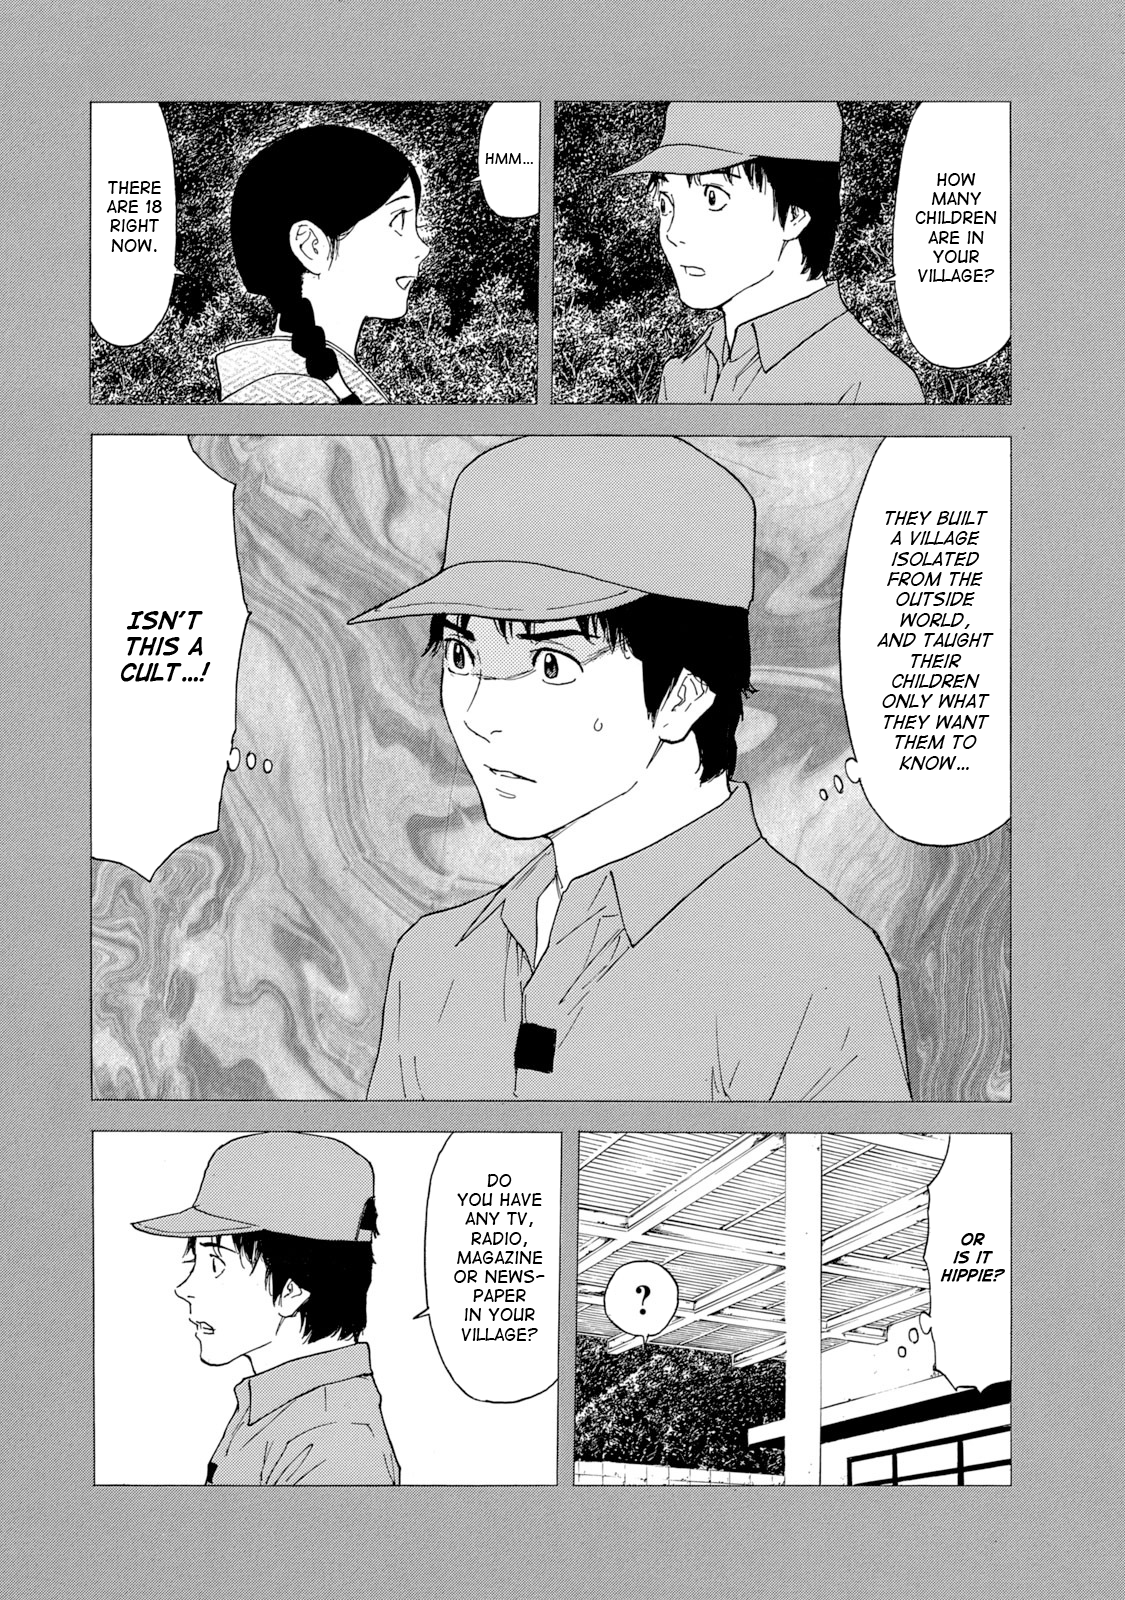 HOW
MANY
CHILDREN
ARE IN
YOUR
VILLAGE?
HMM...
THERE
ARE 18
RIGHT
NOW.
THEY BUILT
A VILLAGE
ISOLATED
FROM THE
OUTSIDE
WORLD,
AND TAUGHT
THEIR
CHILDREN
ONLY WHAT
THEY WANT
THEM TO
KNOW...
ISN'T
THIS A
CULT...!
OR
IS IT
HIPPIE?
?
DO
YOU HAVE
ANY TV,
RADIO,
MAGAZINE
OR NEWS-
PAPER
IN YOUR
VILLAGE?